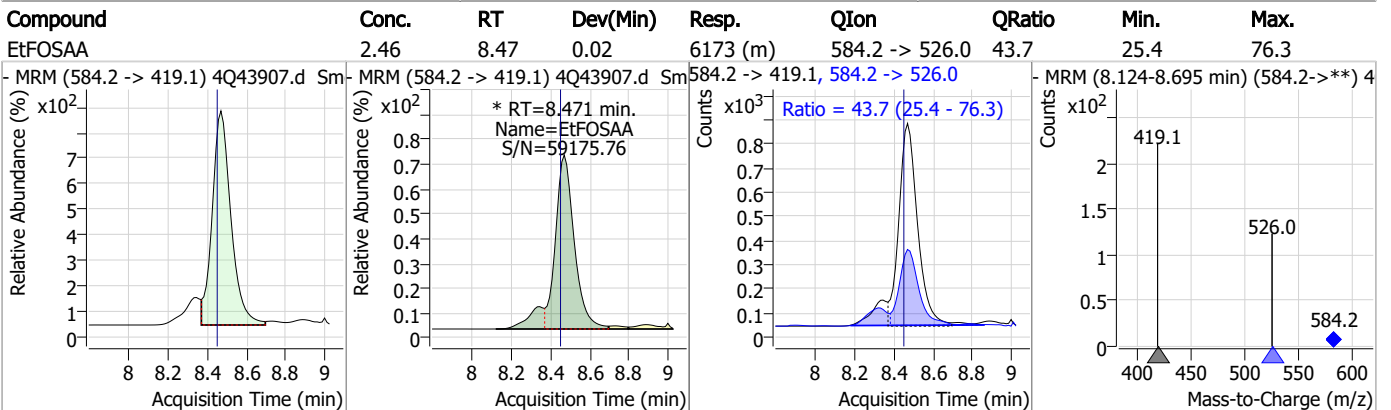 Compound Conc. RT Dev(Min) Resp. QIon QRatio Min. Max.
EtFOSAA 2.46 8.47 0.02 6173 (m) 584.2 -> 526.0 43.7 25.4 76.3
- MRM (584.2 -> 419.1) 4Q43907.d Sm
Relative Abundance (%)
x10²
7
6
5
4
3
2
1
0
8 8.2 8.4 8.6 8.8 9
Acquisition Time (min)
- MRM (584.2 -> 419.1) 4Q43907.d Sm
Relative Abundance (%)
x10²
* RT=8.471 min.
Name=EtFOSAA
S/N=59175.76
0.8
0.7
0.6
0.5
0.4
0.3
0.2
0.1
0
8 8.2 8.4 8.6 8.8 9
Acquisition Time (min)
584.2 -> 419.1, 584.2 -> 526.0
Counts
x10³
Ratio = 43.7 (25.4 - 76.3)
0.8
0.7
0.6
0.5
0.4
0.3
0.2
0.1
0
8 8.2 8.4 8.6 8.8 9
Acquisition Time (min)
- MRM (8.124-8.695 min) (584.2->**) 4
Counts
x10²
419.1
526.0
584.2
2
1.5
1
0.5
0
400 450 500 550 600
Mass-to-Charge (m/z)